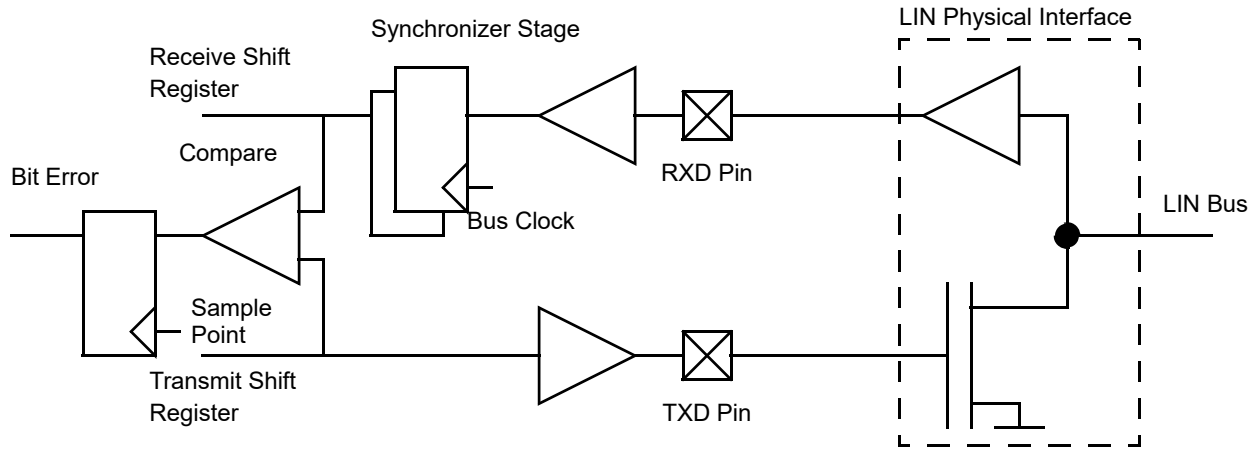 LIN Physical Interface
Synchronizer Stage
Receive Shift
Register
Compare
RXD Pin
Bit Error
LIN Bus
Bus Clock
Sample
Point
Transmit Shift
Register
TXD Pin